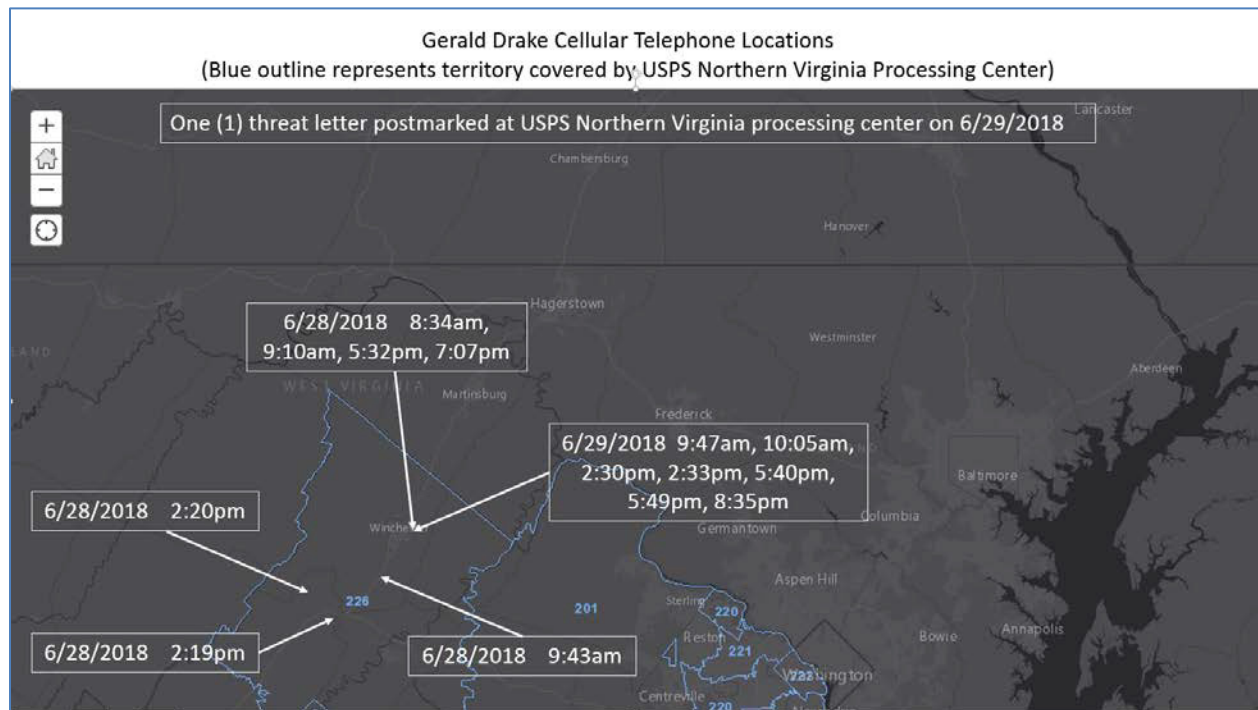 Gerald Drake Cellular Telephone Locations
(Blue outline represents territory covered by USPS Northern Virginia Processing Center)
One (1) threat letter postmarked at USPS Northern Virginia processing center on 6/29/2018
Lancaster
Chambersburg
Hanover
Hagerstown
6/28/2018 8:34am,
9:10am, 5:32pm, 7:07pm
Westminster
LAND
WEST VIRGINIA
Martinsburg
Aberdeen
Frederick
6/29/2018 9:47am, 10:05am,
2:30pm, 2:33pm, 5:40pm,
5:49pm, 8:35pm
Baltimore
6/28/2018 2:20pm
Winchester
Germantown
Columbia
Aspen Hill
226
201
Sterling
220
Reston
Bowie
Annapolis
6/28/2018 2:19pm
6/28/2018 9:43am
221
222
Washington
Centreville
220